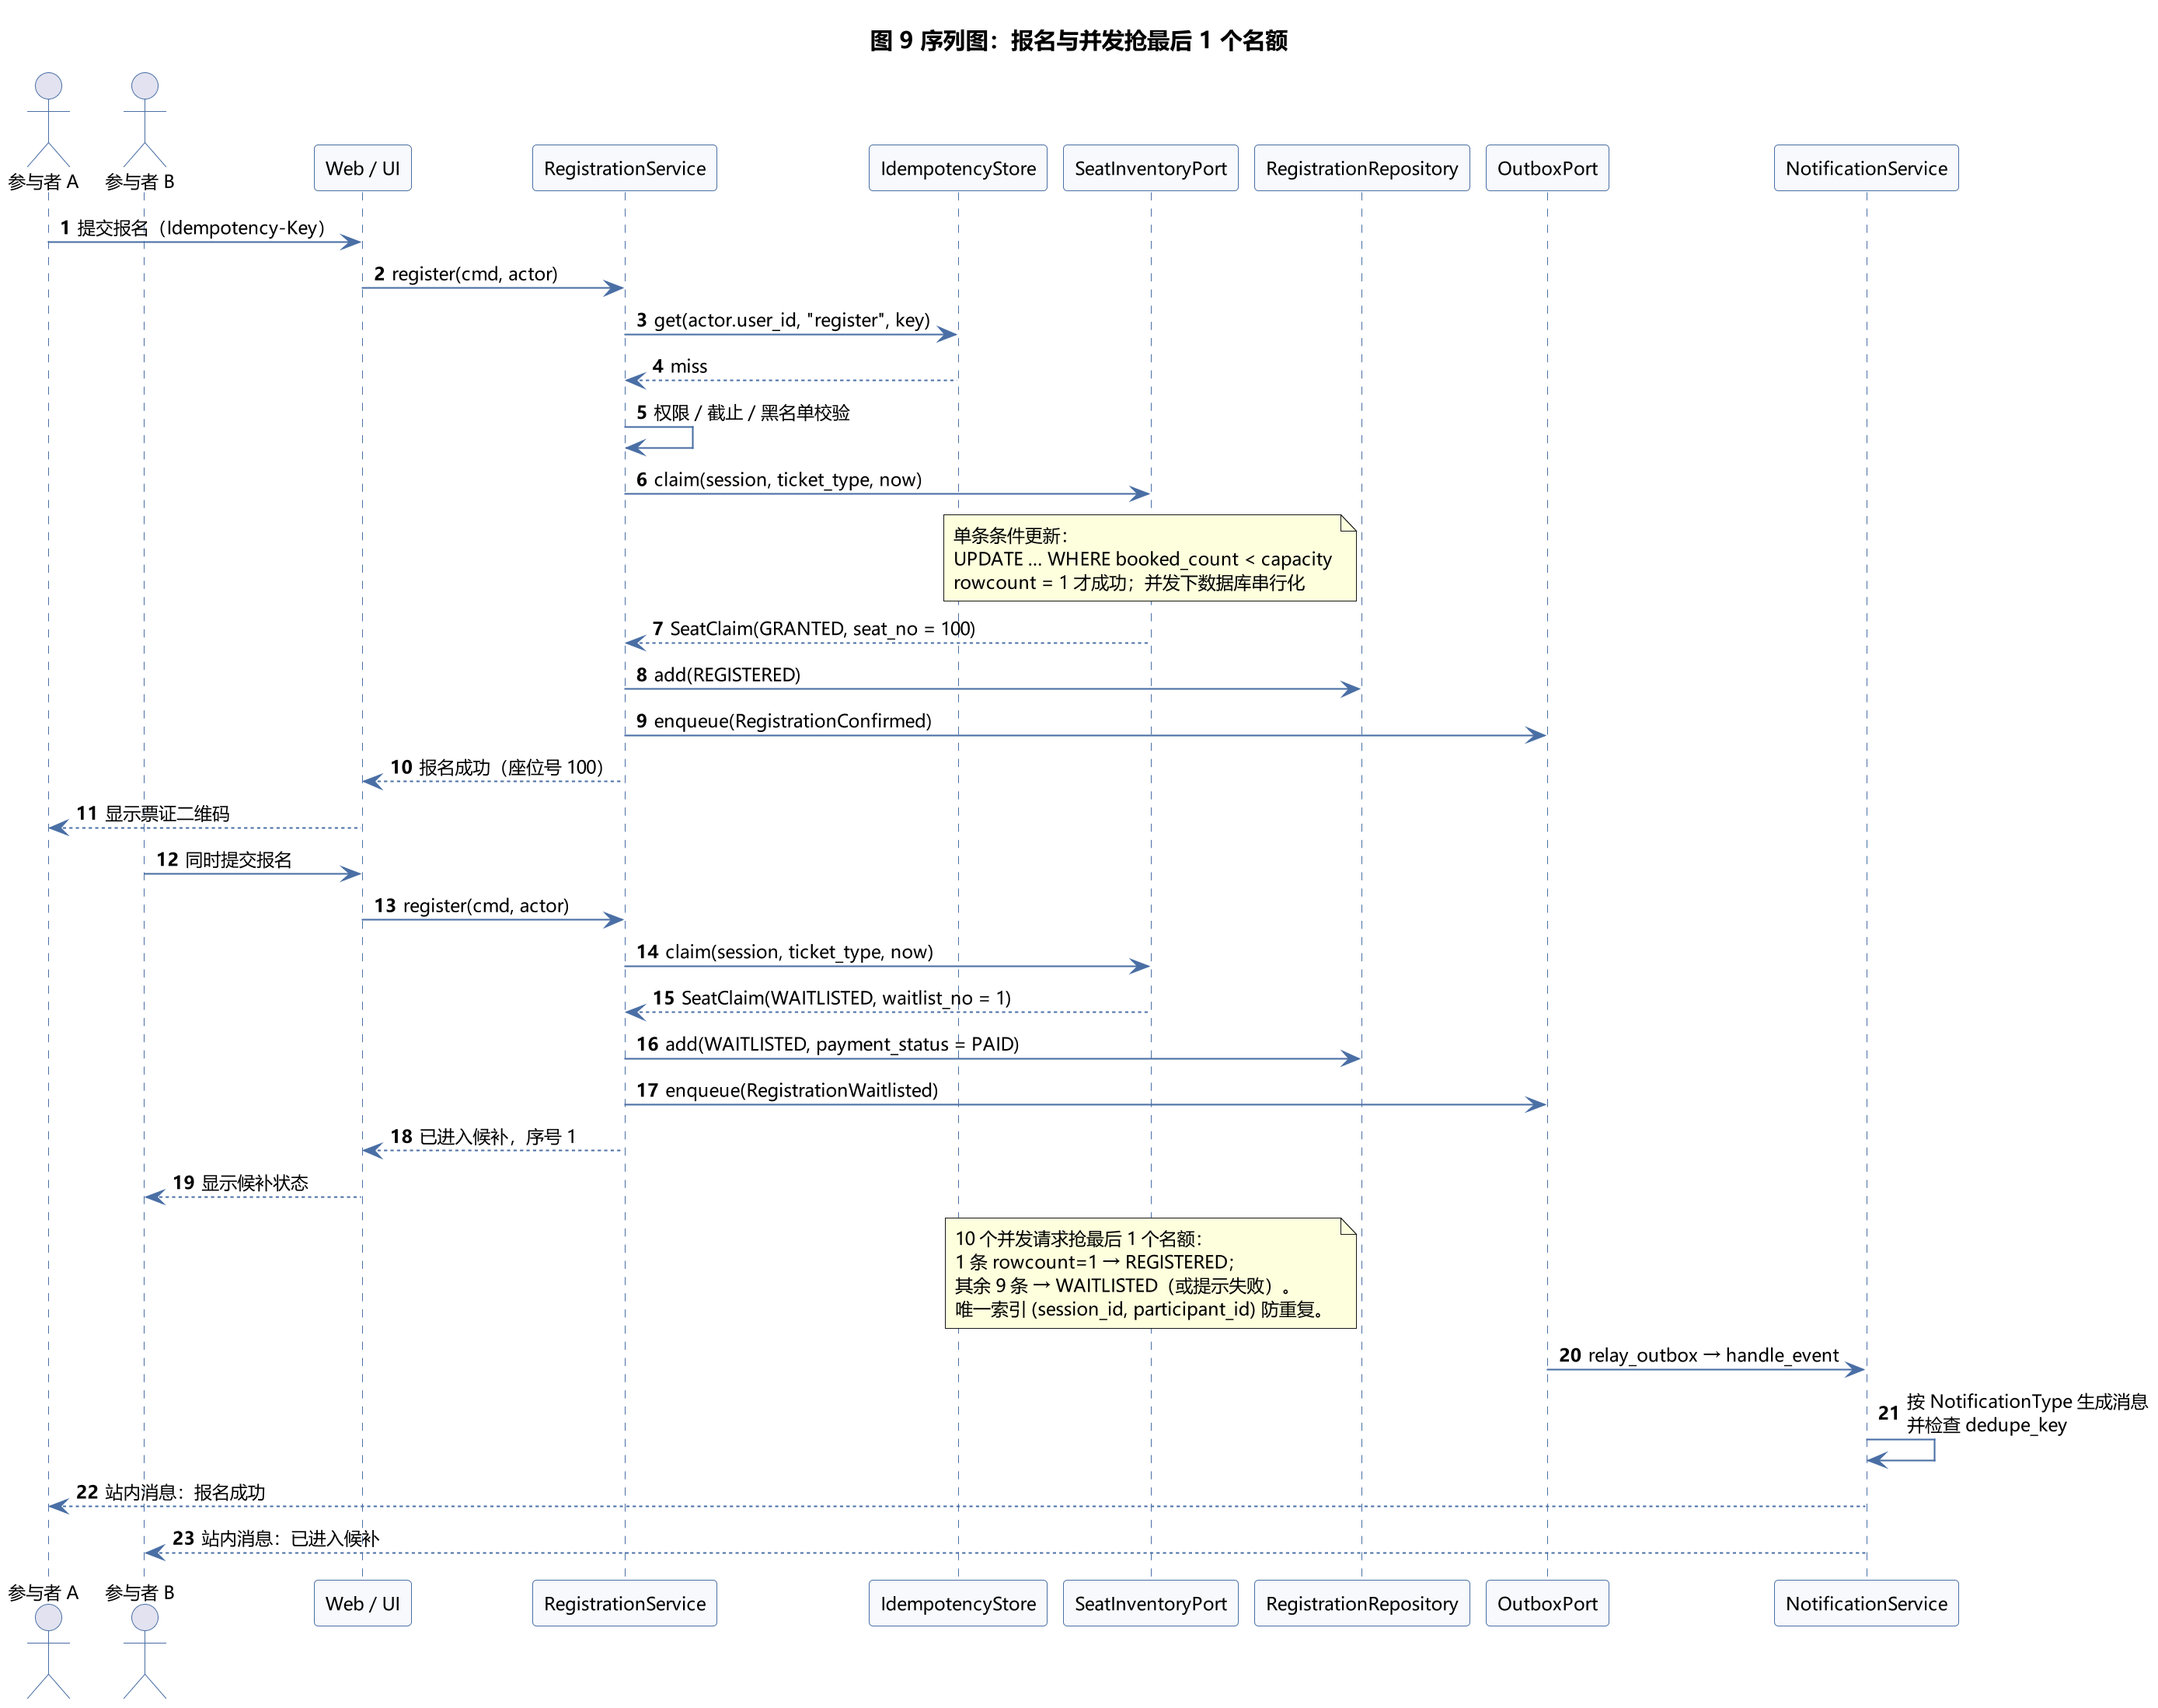 图 9 序列图：报名与并发抢最后 1 个名额
参与者 A
参与者 B
Web / UI
RegistrationService
IdempotencyStore
SeatInventoryPort
RegistrationRepository
OutboxPort
NotificationService
1 提交报名（Idempotency-Key）
2 register(cmd, actor)
3 get(actor.user_id, "register", key)
4 miss
5 权限 / 截止 / 黑名单校验
6 claim(session, ticket_type, now)
单条条件更新：
UPDATE ... WHERE booked_count < capacity
rowcount = 1 才成功；并发下数据库串行化
7 SeatClaim(GRANTED, seat_no = 100)
8 add(REGISTERED)
9 enqueue(RegistrationConfirmed)
10 报名成功（座位号 100）
11 显示票证二维码
12 同时提交报名
13 register(cmd, actor)
14 claim(session, ticket_type, now)
15 SeatClaim(WAITLISTED, waitlist_no = 1)
16 add(WAITLISTED, payment_status = PAID)
17 enqueue(RegistrationWaitlisted)
18 已进入候补，序号 1
19 显示候补状态
10 个并发请求抢最后 1 个名额：
1 条 rowcount=1 → REGISTERED；
其余 9 条 → WAITLISTED（或提示失败）。
唯一索引 (session_id, participant_id) 防重复。
20 relay_outbox → handle_event
21 按 NotificationType 生成消息
并检查 dedupe_key
22 站内消息：报名成功
23 站内消息：已进入候补
参与者 A
参与者 B
Web / UI
RegistrationService
IdempotencyStore
SeatInventoryPort
RegistrationRepository
OutboxPort
NotificationService